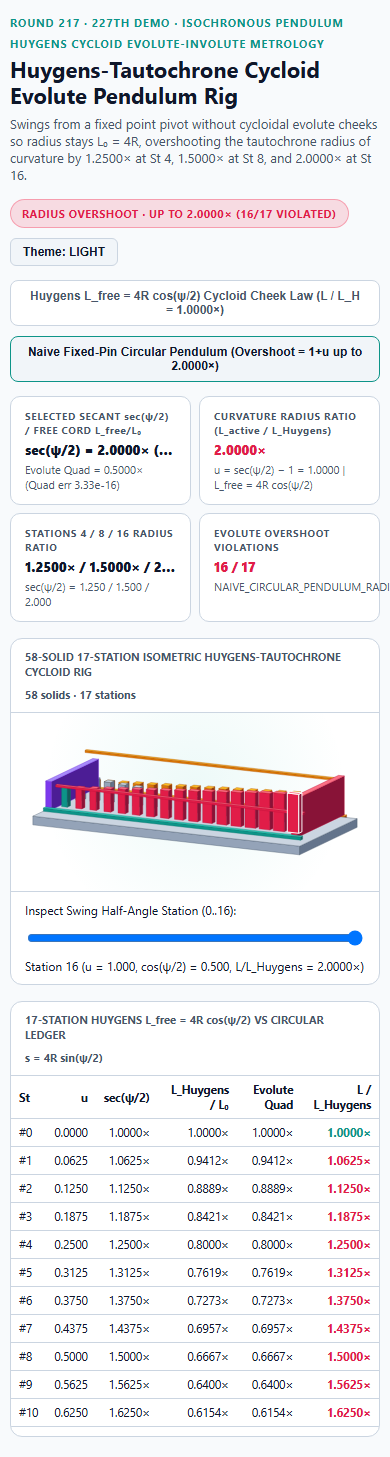 ROUND 217 · 227TH DEMO · ISOCHRONOUS PENDULUM
HUYGENS CYCLOID EVOLUTE-INVOLUTE METROLOGY
Huygens-Tautochrone Cycloid
Evolute Pendulum Rig
Swings from a fixed point pivot without cycloidal evolute cheeks
so radius stays L₀ = 4R, overshooting the tautochrone radius of
curvature by 1.2500× at St 4, 1.5000× at St 8, and 2.0000× at St
16.
RADIUS OVERSHOOT · UP TO 2.0000× (16/17 VIOLATED)
Theme: LIGHT
Huygens L_free = 4R cos(ψ/2) Cycloid Cheek Law (L / L_H
= 1.0000×)
Naive Fixed-Pin Circular Pendulum (Overshoot = 1+u up to
2.0000×)
SELECTED SECANT sec(ψ/2)
/ FREE CORD L_free/L₀
sec(ψ/2) = 2.0000× (...
Evolute Quad = 0.5000×
(Quad err 3.33e-16)
CURVATURE RADIUS RATIO
(L_active / L_Huygens)
2.0000×
u = sec(ψ/2) − 1 = 1.0000 |
L_free = 4R cos(ψ/2)
STATIONS 4 / 8 / 16 RADIUS
RATIO
1.2500× / 1.5000× / 2...
sec(ψ/2) = 1.250 / 1.500 /
2.000
EVOLUTE OVERSHOOT
VIOLATIONS
16 / 17
NAIVE_CIRCULAR_PENDULUM_RADI
58-SOLID 17-STATION ISOMETRIC HUYGENS-TAUTOCHRONE
CYCLOID RIG
58 solids · 17 stations
Inspect Swing Half-Angle Station (0..16):
Station 16 (u = 1.000, cos(ψ/2) = 0.500, L/L_Huygens = 2.0000×)
17-STATION HUYGENS L_free = 4R cos(ψ/2) VS CIRCULAR
LEDGER
s = 4R sin(ψ/2)
St u sec(ψ/2) L_Huygens / L₀ Evolute Quad L / L_Huygens
#0 0.0000 1.0000× 1.0000× 1.0000× 1.0000×
#1 0.0625 1.0625× 0.9412× 0.9412× 1.0625×
#2 0.1250 1.1250× 0.8889× 0.8889× 1.1250×
#3 0.1875 1.1875× 0.8421× 0.8421× 1.1875×
#4 0.2500 1.2500× 0.8000× 0.8000× 1.2500×
#5 0.3125 1.3125× 0.7619× 0.7619× 1.3125×
#6 0.3750 1.3750× 0.7273× 0.7273× 1.3750×
#7 0.4375 1.4375× 0.6957× 0.6957× 1.4375×
#8 0.5000 1.5000× 0.6667× 0.6667× 1.5000×
#9 0.5625 1.5625× 0.6400× 0.6400× 1.5625×
#10 0.6250 1.6250× 0.6154× 0.6154× 1.6250×